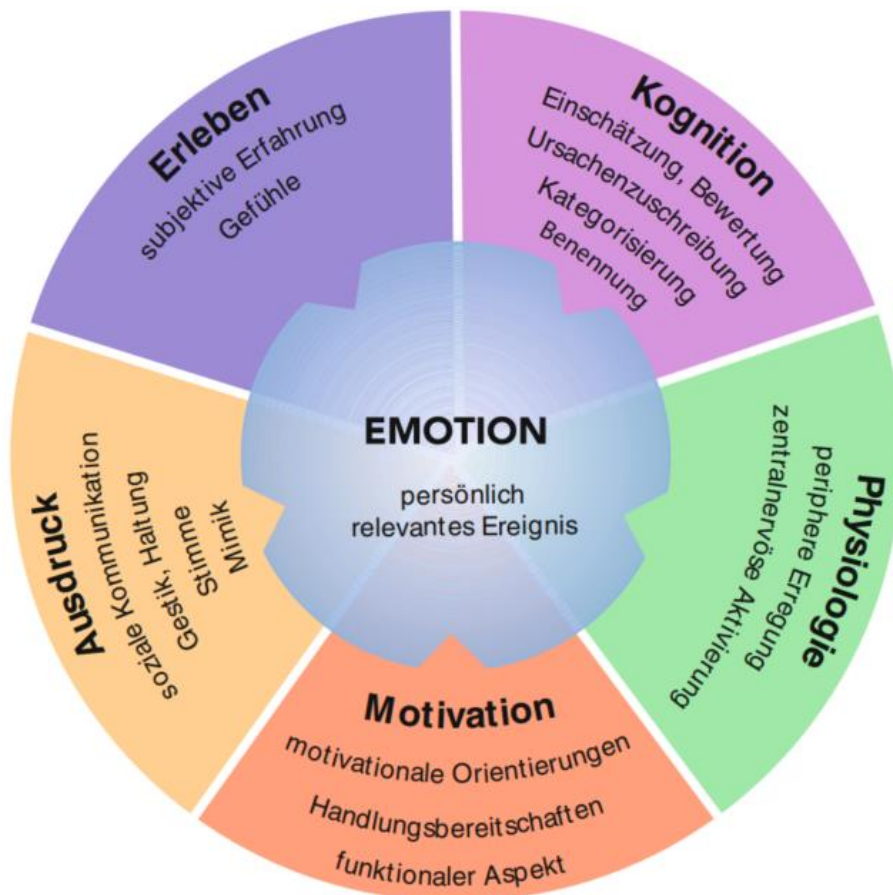 Erleben
subjektive Erfahrung
Gefühle
Kognition
Einschätzung, Bewertung
Ursachenzuschreibung
Kategorisierung
Benennung
EMOTION
persönlich
relevantes Ereignis
Ausdruck
soziale Kommunikation
Gestik, Haltung
Stimme
Mimik
Physiologie
periphere Erregung
zentralnervöse Aktivierung
Motivation
motivationale Orientierungen
Handlungsbereitschaften
funktionaler Aspekt